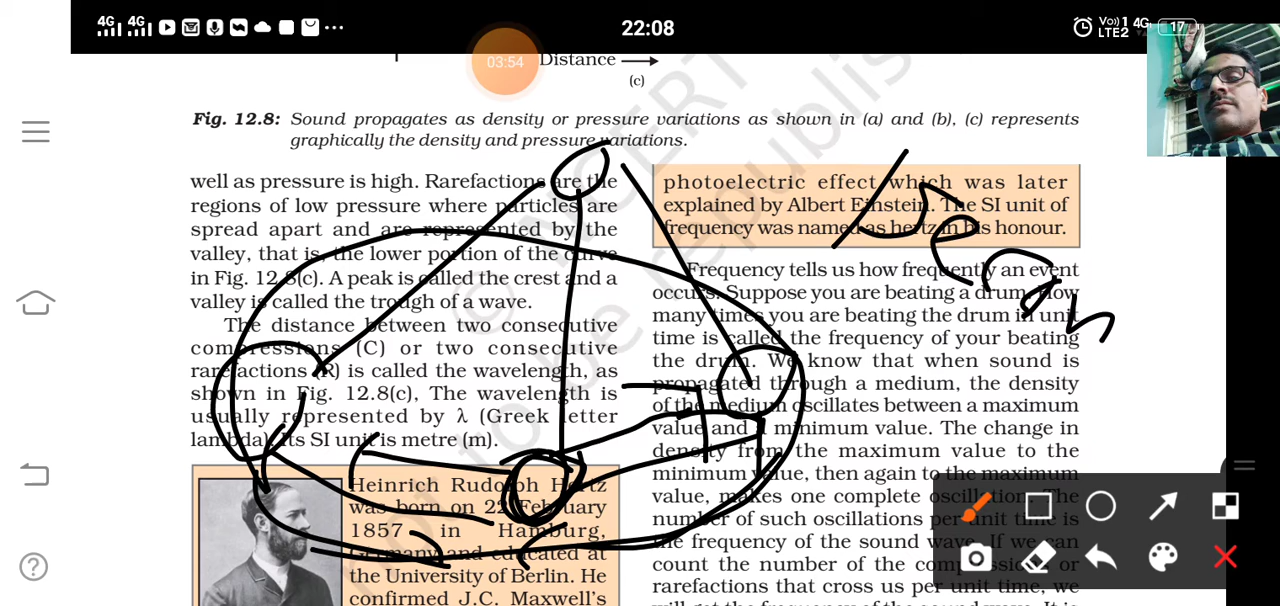 4G 4G 22:08 Vo)) 1 4G LTE2 17
03:54 Distance
(c)
Fig. 12.8: Sound propagates as density or pressure variations as shown in (a) and (b), (c) represents
graphically the density and pressure variations.
well as pressure is high. Rarefactions are the
regions of low pressure where particles are
spread apart and are represented by the
valley, that is, the lower portion of the curve
in Fig. 12.8(c). A peak is called the crest and a
valley is called the trough of a wave.
The distance between two consecutive
compressions (C) or two consecutive
rarefactions (R) is called the wavelength, as
shown in Fig. 12.8(c), The wavelength is
usually represented by λ (Greek letter
lambda). Its SI unit is metre (m).
Heinrich Rudolph Hertz
was born on 22 February
1857 in Hamburg,
Germany and educated at
the University of Berlin. He
confirmed J.C. Maxwell's
photoelectric effect which was later
explained by Albert Einstein. The SI unit of
frequency was named as hertz in his honour.
Frequency tells us how frequently an event
occurs. Suppose you are beating a drum. How
many times you are beating the drum in unit
time is called the frequency of your beating
the drum. We know that when sound is
propagated through a medium, the density
of the medium oscillates between a maximum
value and a minimum value. The change in
density from the maximum value to the
minimum value, then again to the maximum
value, makes one complete oscillation. The
number of such oscillations per unit time is
the frequency of the sound wave. If we can
count the number of the compressions or
rarefactions that cross us per unit time, we